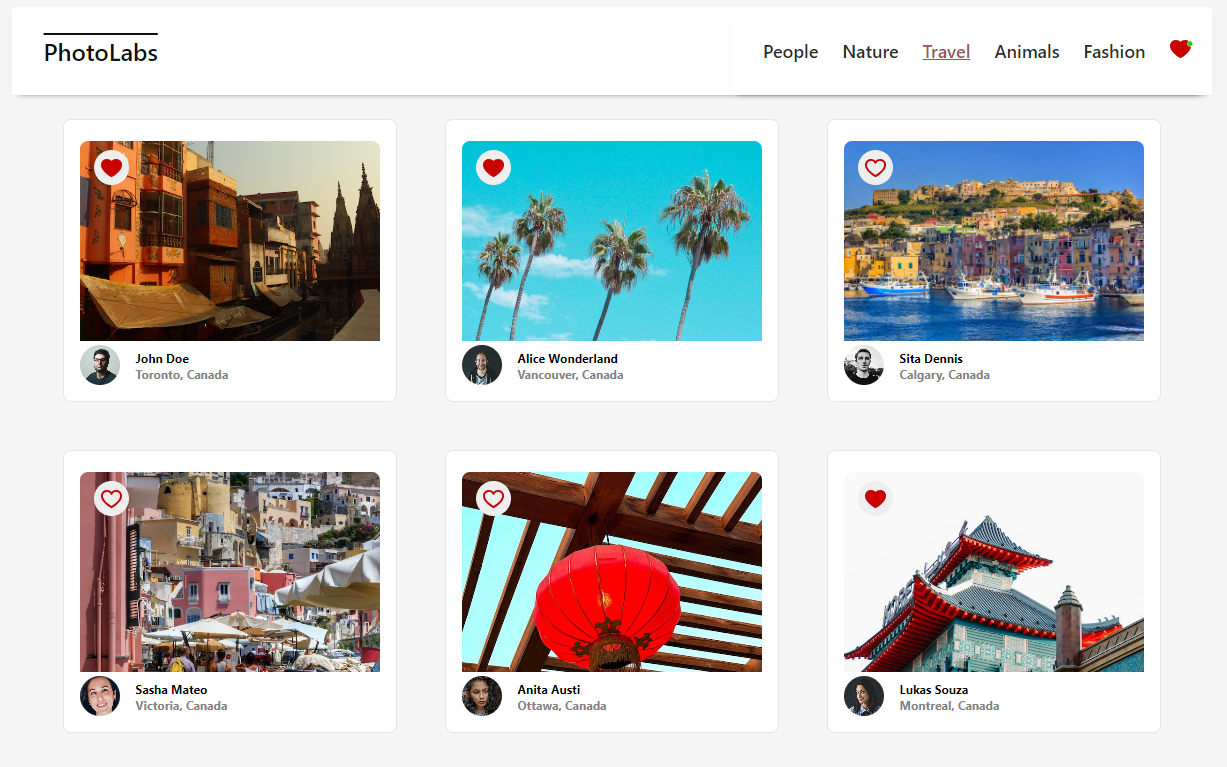 PhotoLabs
People Nature Travel Animals Fashion
John Doe
Toronto, Canada
Alice Wonderland
Vancouver, Canada
Sita Dennis
Calgary, Canada
Sasha Mateo
Victoria, Canada
Anita Austi
Ottawa, Canada
Lukas Souza
Montreal, Canada